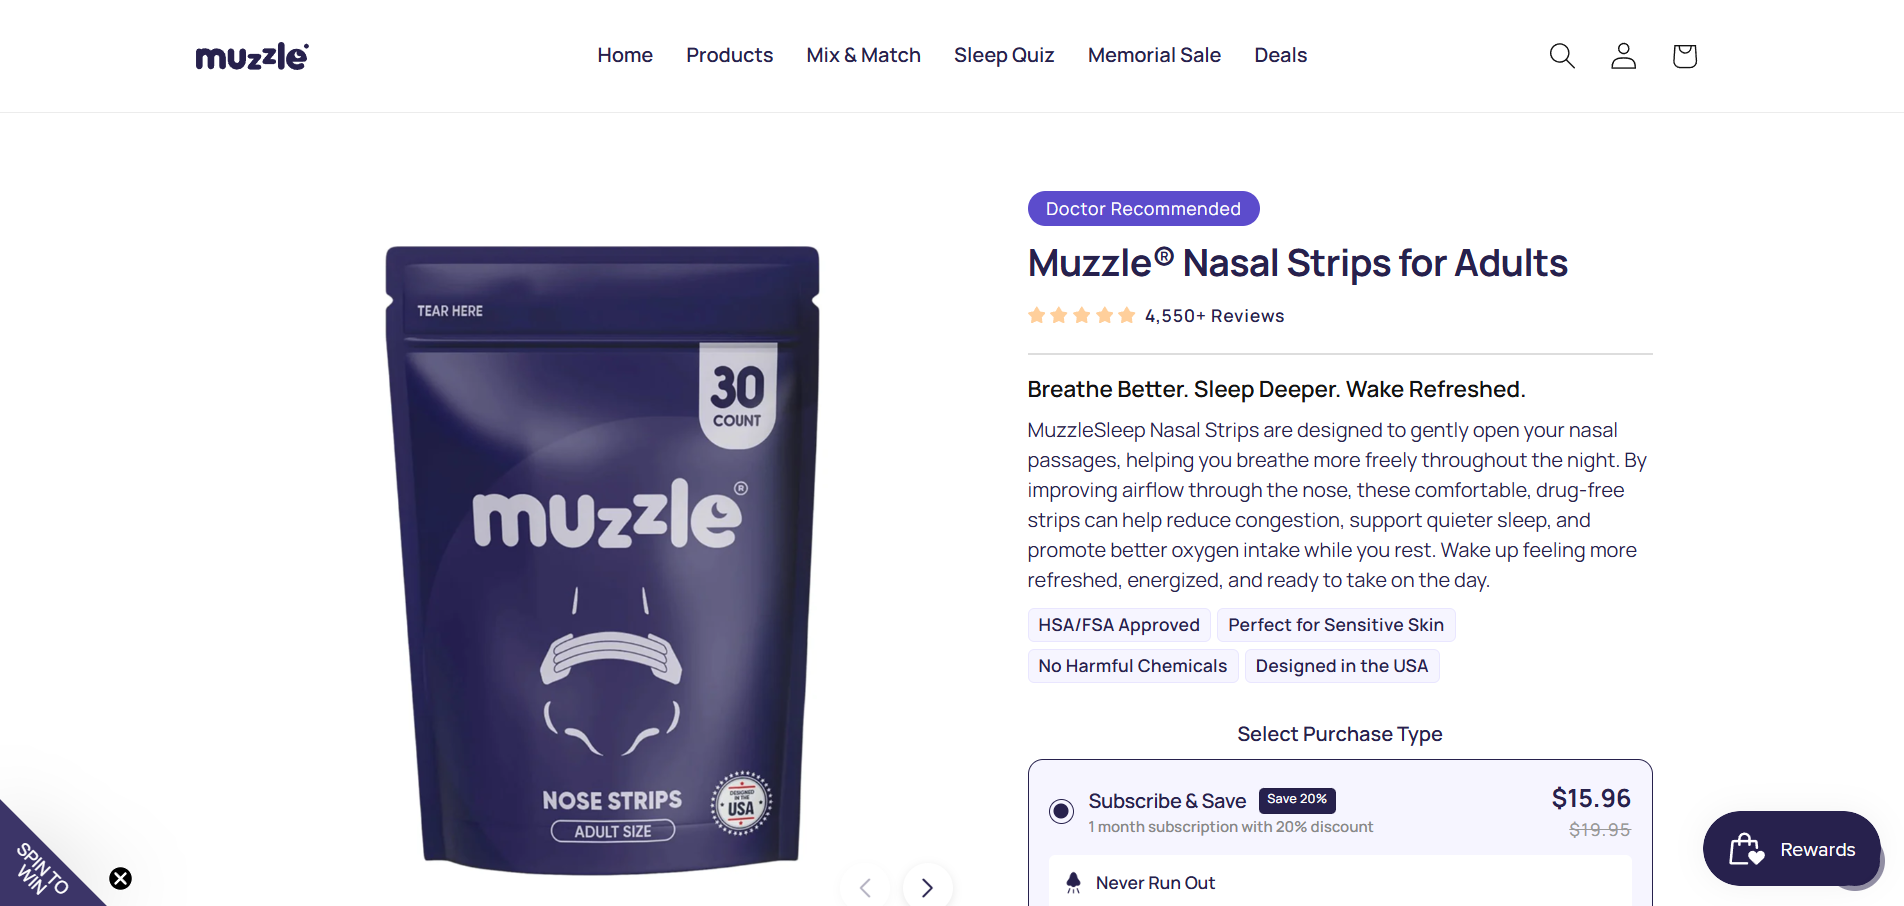 muzzle
Home Products Mix & Match Sleep Quiz Memorial Sale Deals
TEAR HERE
30
COUNT
muzzle®
NOSE STRIPS
ADULT SIZE
DESIGNED
IN THE
USA
Doctor Recommended
Muzzle® Nasal Strips for Adults
4,550+ Reviews
Breathe Better. Sleep Deeper. Wake Refreshed.
MuzzleSleep Nasal Strips are designed to gently open your nasal
passages, helping you breathe more freely throughout the night. By
improving airflow through the nose, these comfortable, drug-free
strips can help reduce congestion, support quieter sleep, and
promote better oxygen intake while you rest. Wake up feeling more
refreshed, energized, and ready to take on the day.
HSA/FSA Approved Perfect for Sensitive Skin
No Harmful Chemicals Designed in the USA
Select Purchase Type
Subscribe & Save Save 20% $15.96
1 month subscription with 20% discount $19.95
Never Run Out
SPIN TO
WIN
Rewards